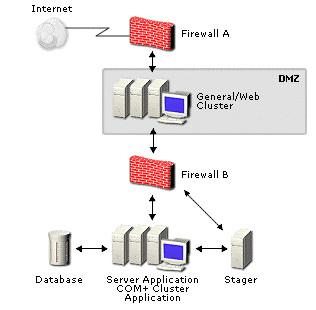 Internet
Firewall A
DMZ
General/Web
Cluster
Firewall B
Database
Server Application
COM+ Cluster
Application
Stager